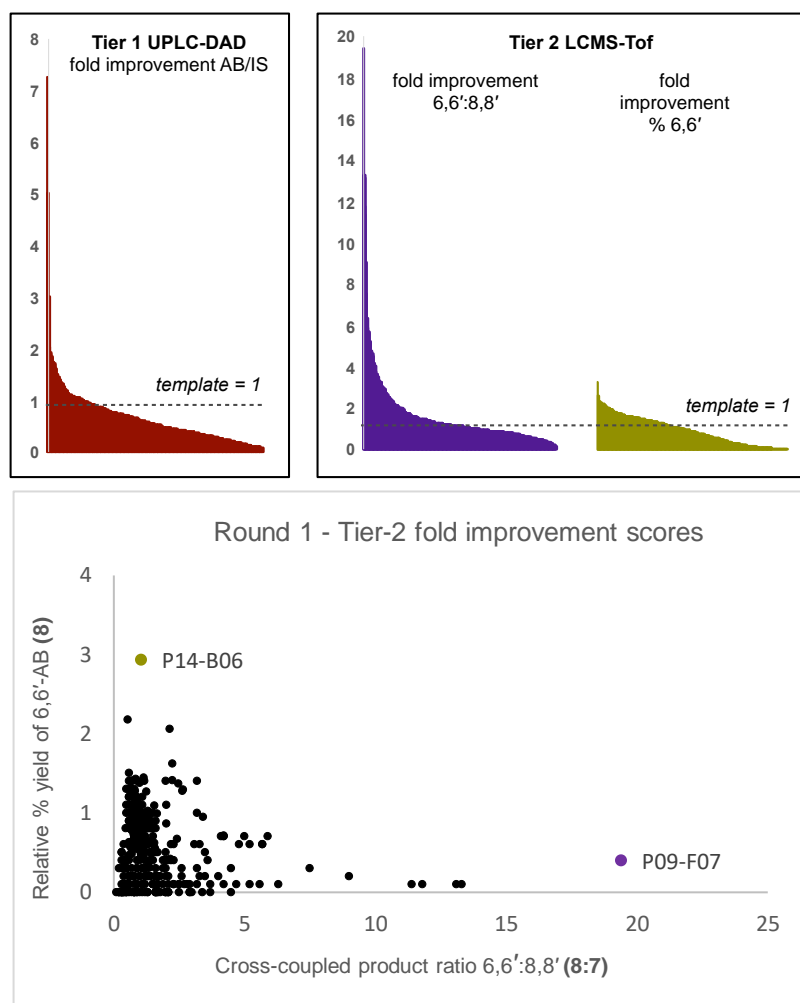 Tier 1 UPLC-DAD
fold improvement AB/IS
8
7
6
5
4
3
2
1
0
template = 1
Tier 2 LCMS-Tof
20
18
16
14
12
10
8
6
4
2
0
fold improvement
6,6′:8,8′
fold
improvement
% 6,6′
template = 1
Round 1 - Tier-2 fold improvement scores
Relative % yield of 6,6′-AB (8)
4
3
2
1
0
P14-B06
P09-F07
0 5 10 15 20 25
Cross-coupled product ratio 6,6′:8,8′ (8:7)